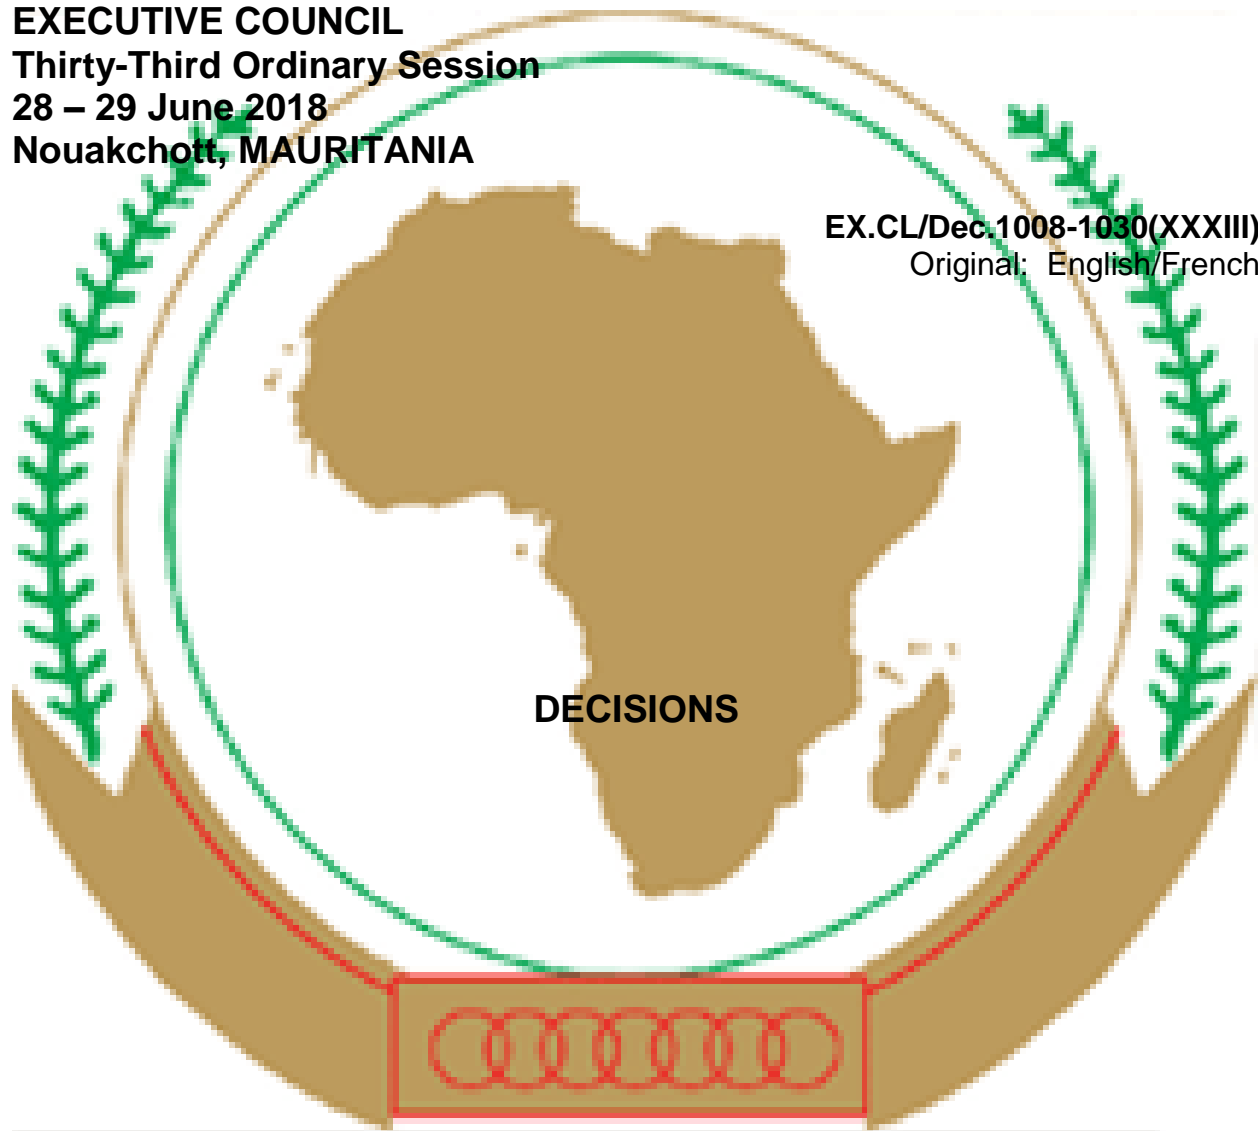 EXECUTIVE COUNCIL
Thirty-Third Ordinary Session
28 – 29 June 2018
Nouakchott, MAURITANIA
EX.CL/Dec.1008-1030(XXXIII)
Original: English/French
DECISIONS